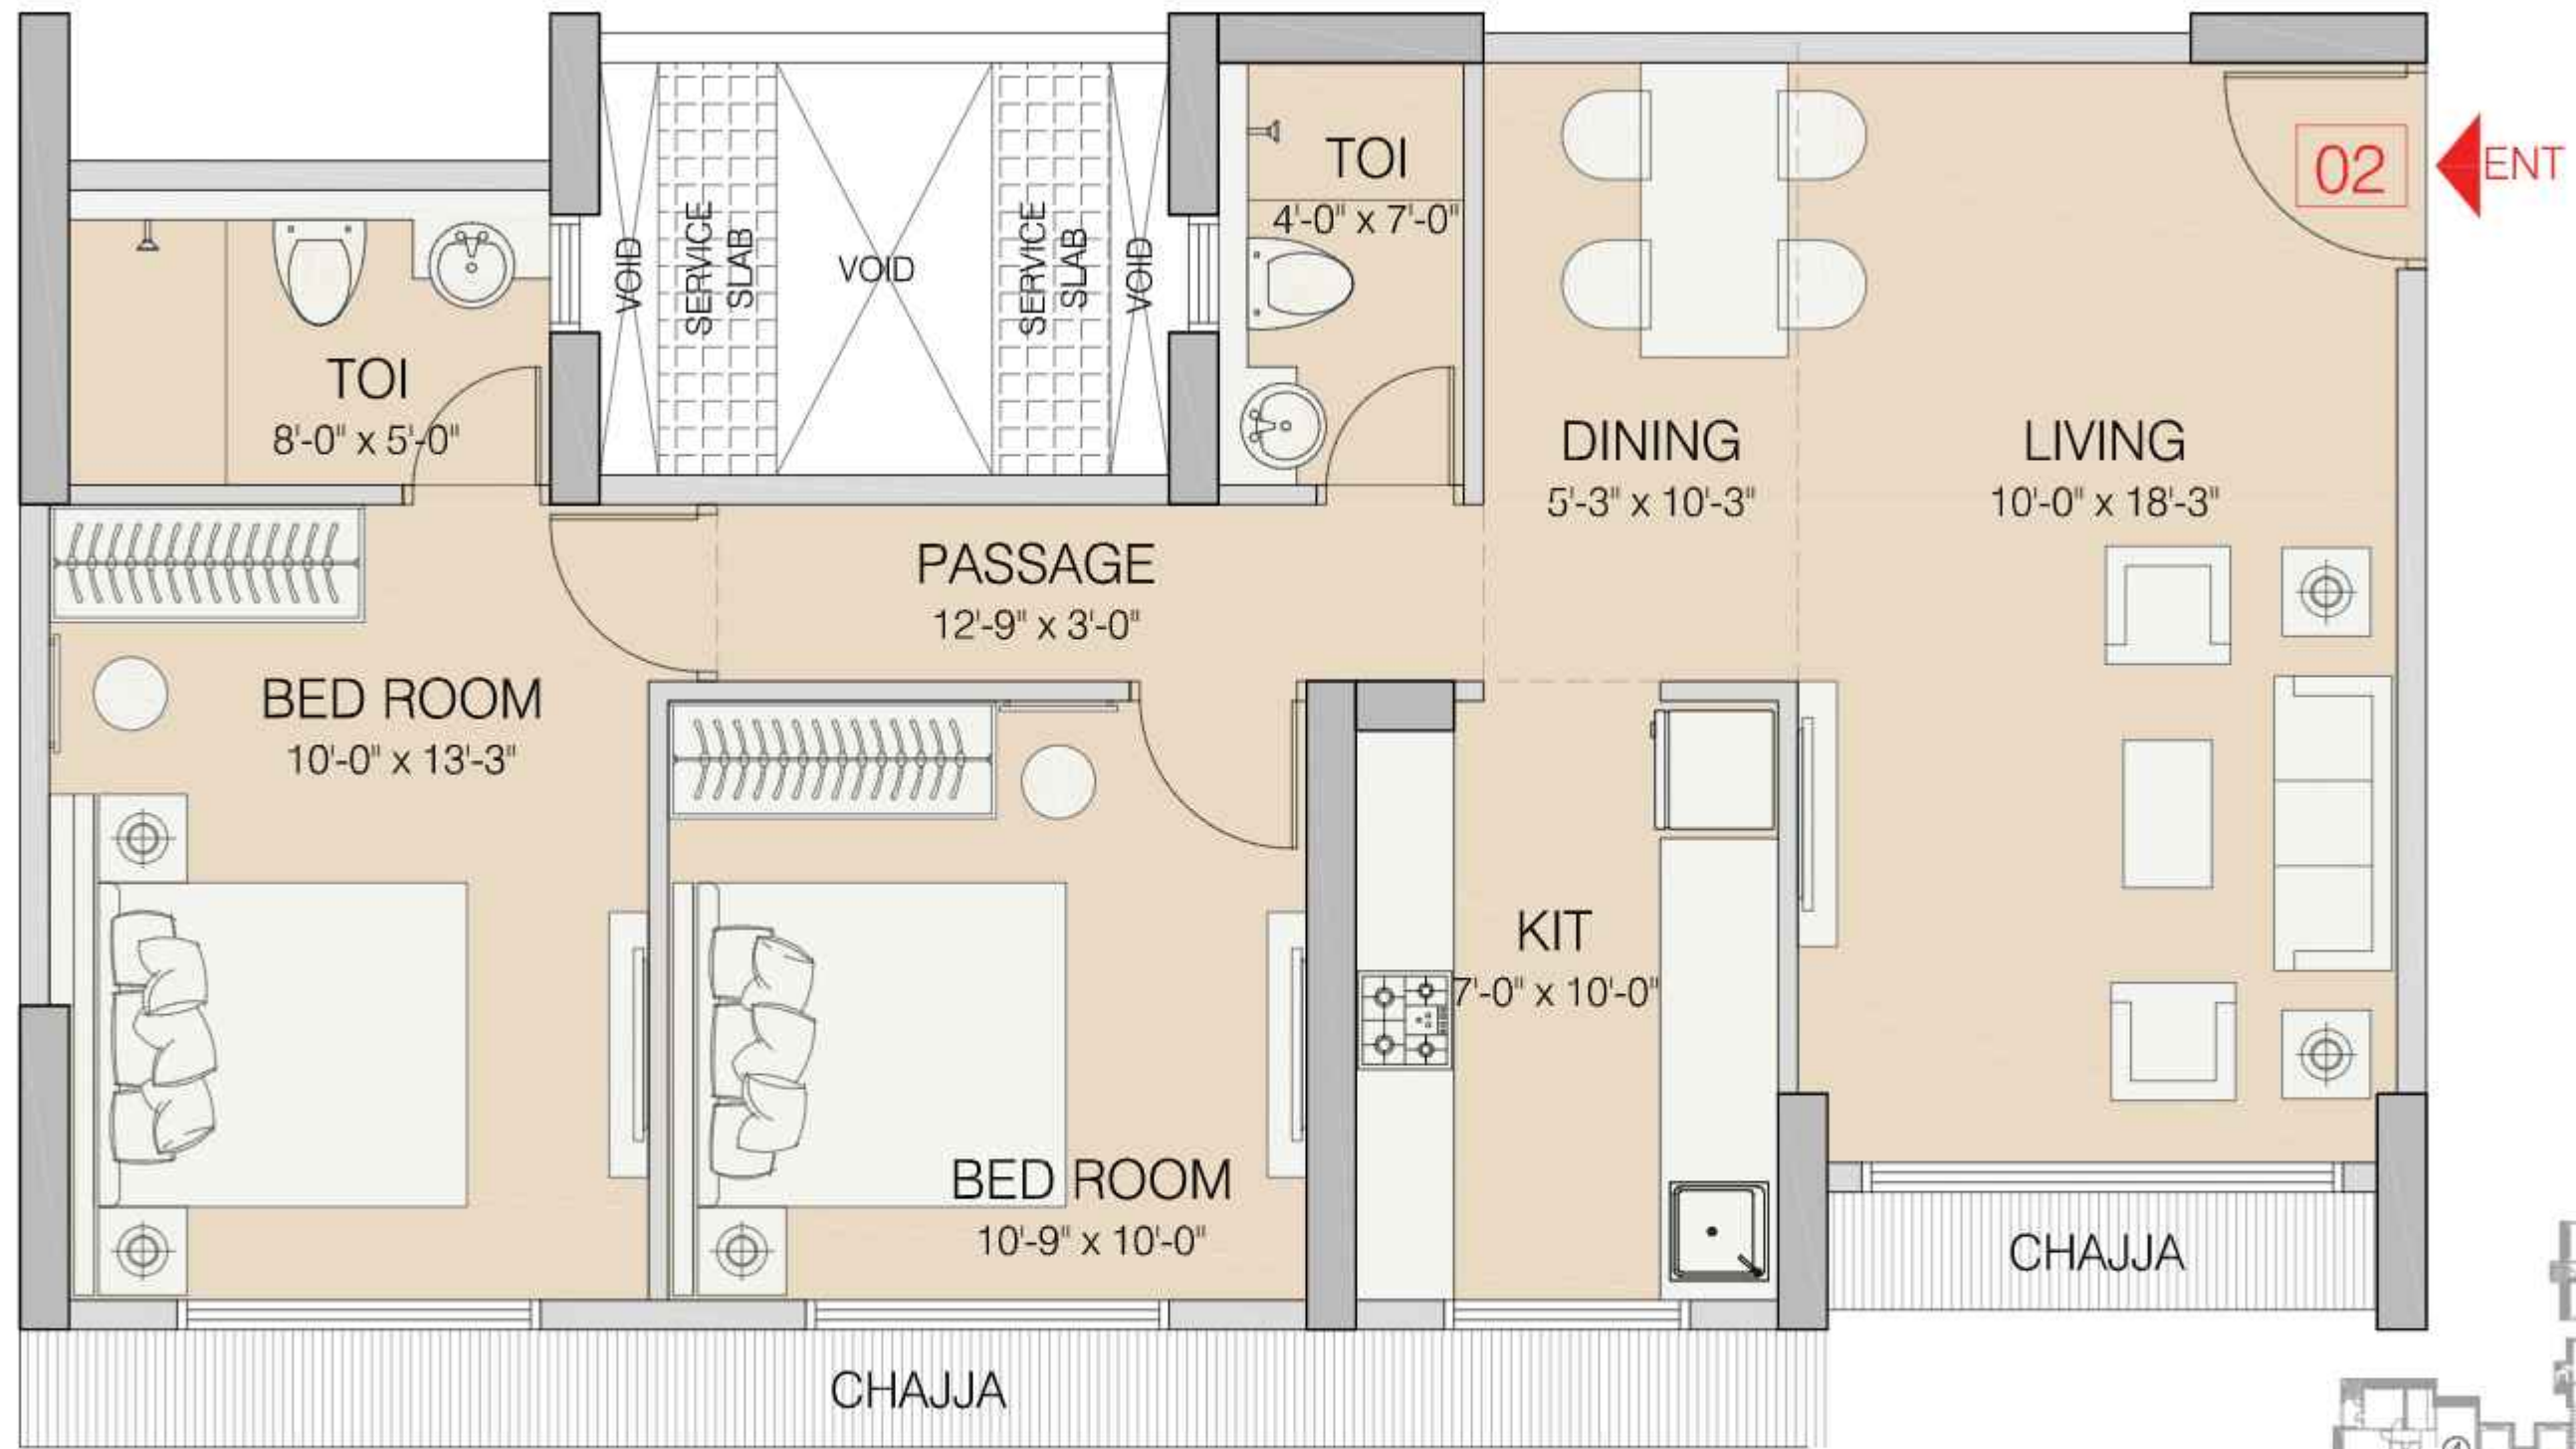 TOI
4'-0" x 7'-0"
02
ENT
VOID
SERVICE
SLAB
VOID
SERVICE
SLAB
VOID
TOI
8'-0" x 5'-0"
DINING
5'-3" x 10'-3"
LIVING
10'-0" x 18'-3"
PASSAGE
12'-9" x 3'-0"
BED ROOM
10'-0" x 13'-3"
KIT
7'-0" x 10'-0"
BED ROOM
10'-9" x 10'-0"
CHAJJA
CHAJJA